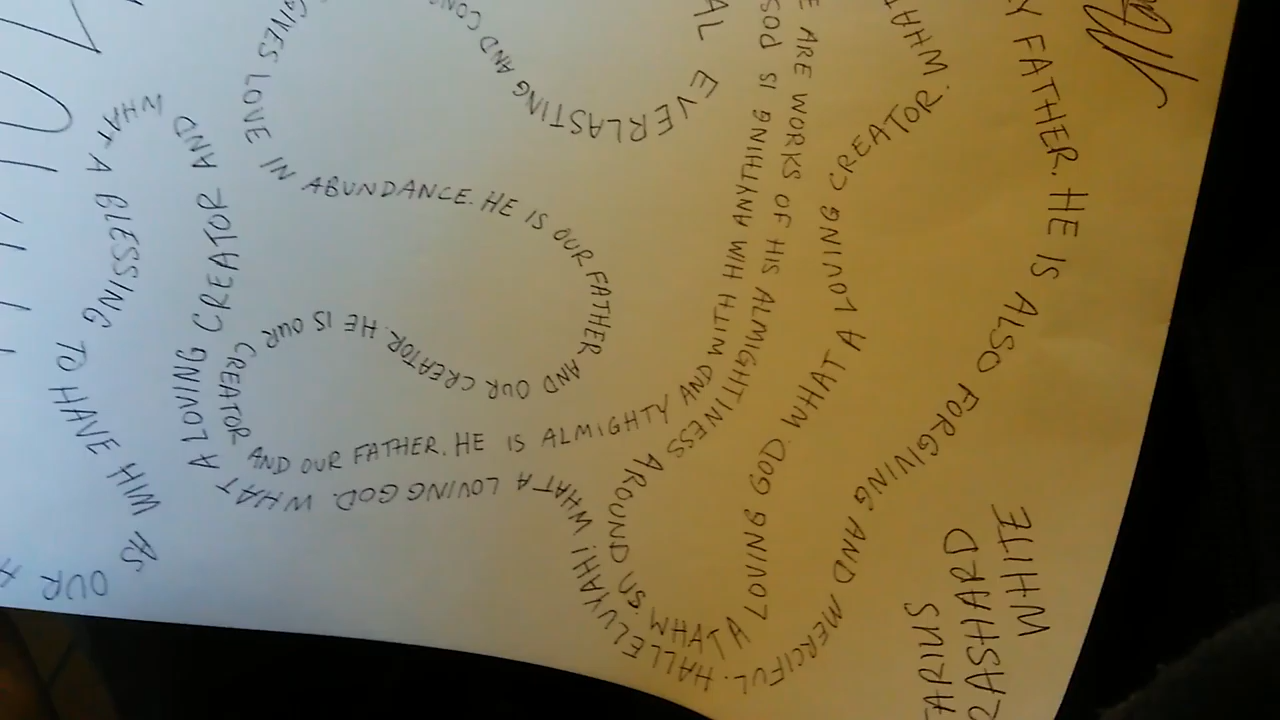 GIVES LOVE IN ABUNDANCE. HE IS OUR FATHER AND OUR CREATOR. HE IS OUR CREATOR AND OUR FATHER. HE IS ALMIGHTY AND WITH HIM ANYTHING IS POS
AL EVERLASTING AND CON
E ARE WORKS OF HIS ALMIGHTINESS AROUND US. WHAT A LOVING GOD. WHAT A LOVING CREATOR. WHAT
Y FATHER. HE IS ALSO FORGIVING AND MERCIFUL. HALLELUYAH! WHAT A LOVING GOD. WHAT A LOVING CREATOR AND
WHAT A BLESSING TO HAVE WIH AS OUR
ARIUS
RASHARD
WHITE